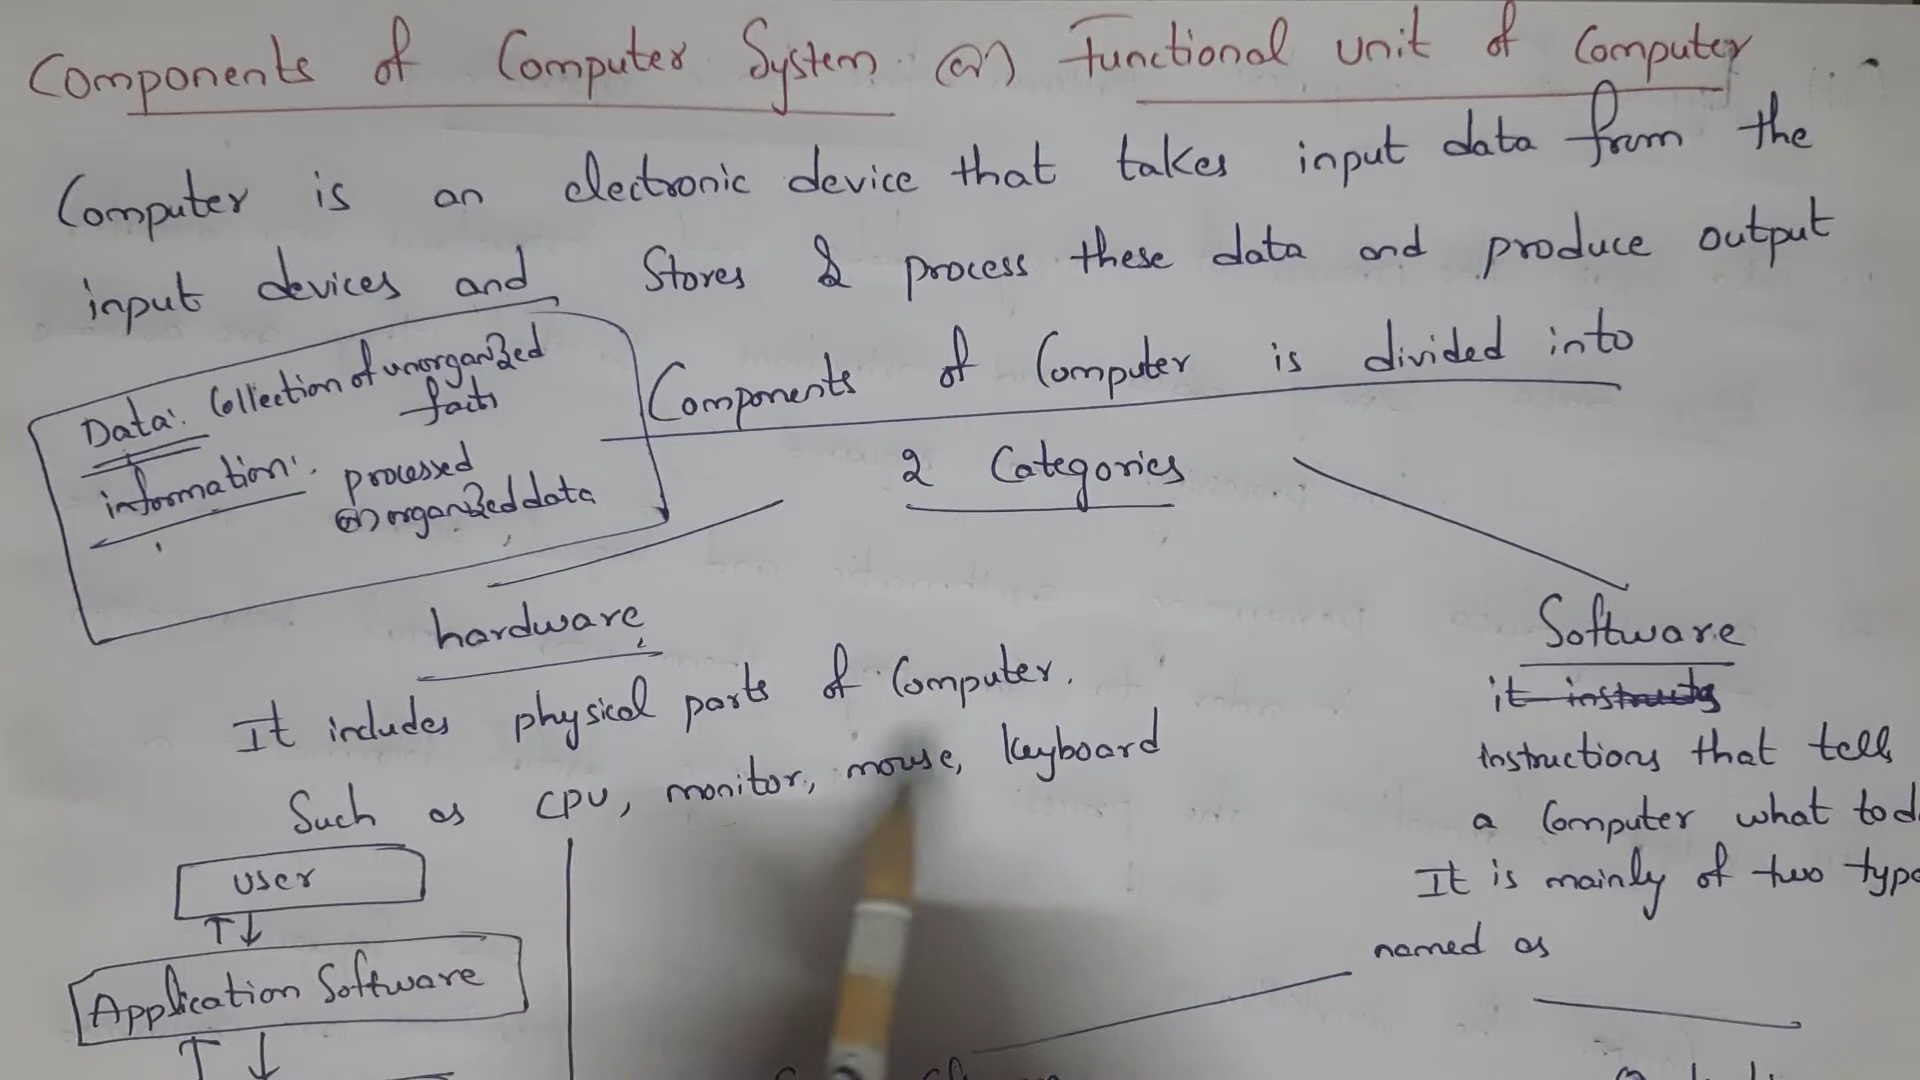 Components of Computer System (or) Functional unit of Computer
Computer is an electronic device that takes input data from the
input devices and Stores & process these data and produce output
Data: Collection of unorganized
facts
information: processed
(or) organized data
Components of Computer is divided into
2 Categories
hardware
It includes physical parts of Computer.
Such as CPU, monitor, mouse, keyboard
Software
it instructs
instructions that tell
a Computer what to d
It is mainly of two type
named as
User
Application Software